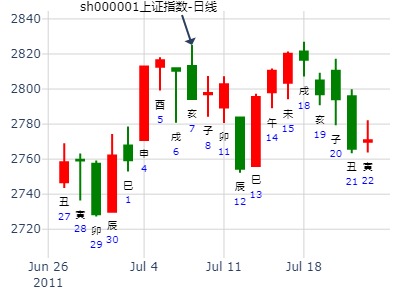 sh000001上证指数-日线
2840
2820
2800
2780
2760
2740
2720
丑
27
寅
28
卯
29
辰
30
巳
1
申
4
酉
5
戌
6
亥
7
子
8
卯
11
辰
12
巳
13
午
14
未
15
戌
18
亥
19
子
20
丑
21
寅
22
Jun 26
2011
Jul 4
Jul 11
Jul 18